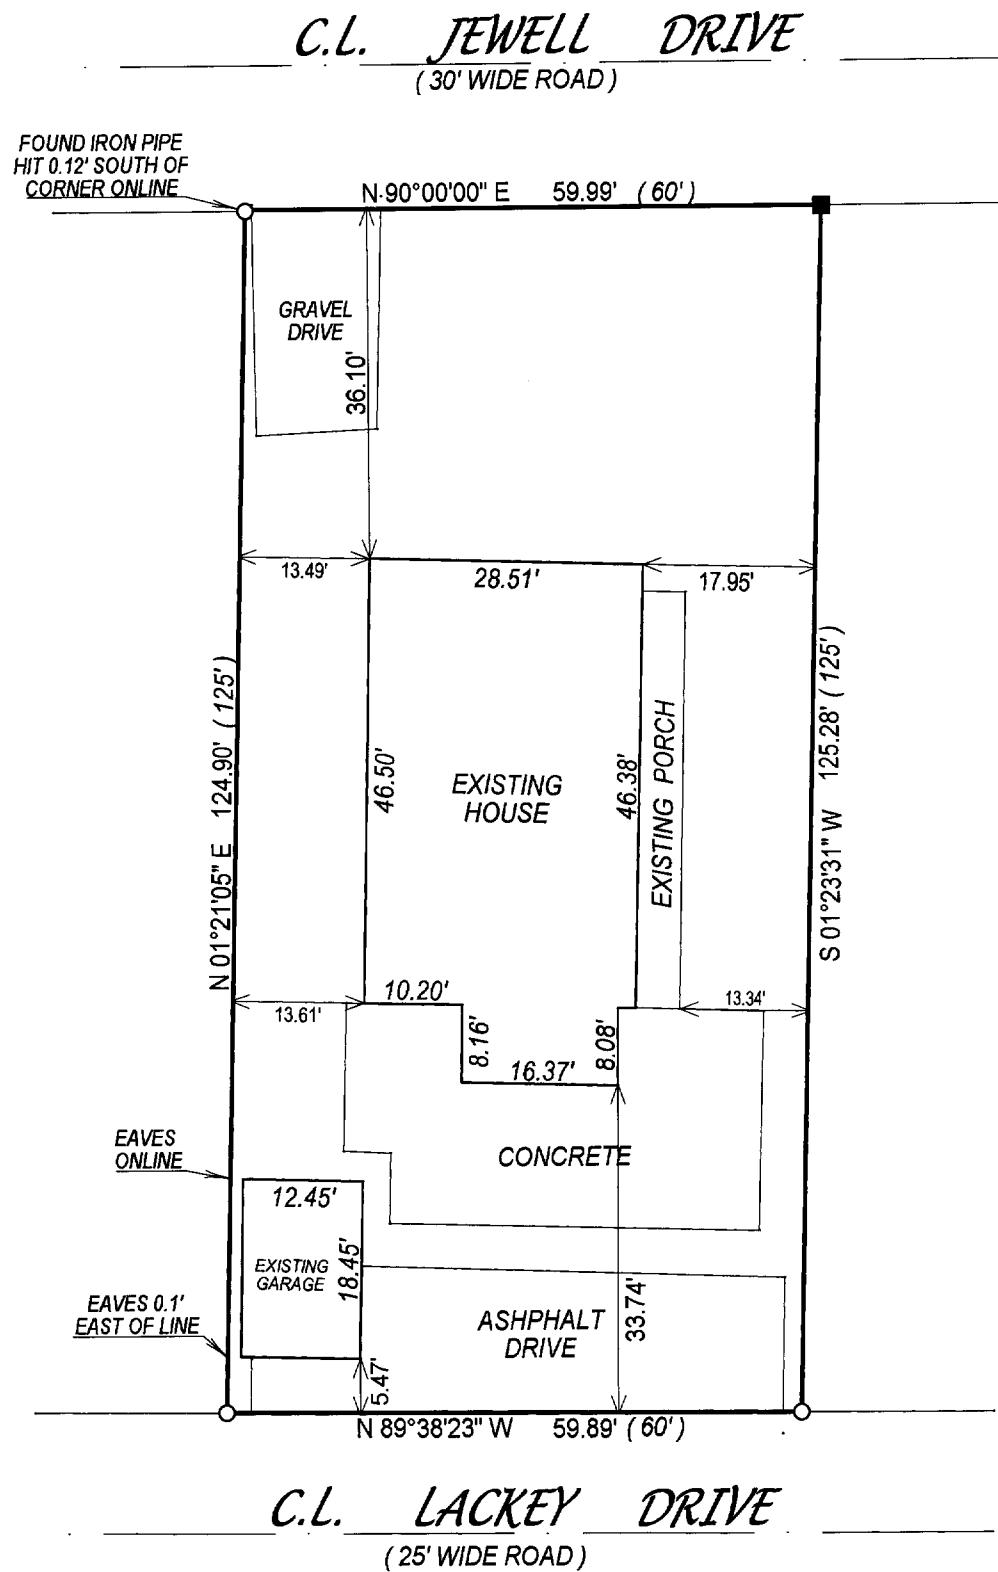 C.L. JEWELL DRIVE
( 30' WIDE ROAD )
FOUND IRON PIPE
HIT 0.12' SOUTH OF
CORNER ONLINE
N 90°00'00" E 59.99' ( 60' )
GRAVEL
DRIVE
36.10'
13.49'
28.51'
17.95'
N 01°21'05" E 124.90' ( 125' )
46.50'
EXISTING
HOUSE
46.38'
EXISTING PORCH
S 01°23'31" W 125.28' ( 125' )
13.61'
10.20'
8.16'
16.37'
8.08'
13.34'
EAVES
ONLINE
CONCRETE
12.45'
EXISTING
GARAGE
18.45'
EAVES 0.1'
EAST OF LINE
ASHPHALT
DRIVE
33.74'
5.47'
N 89°38'23" W 59.89' ( 60' )
C.L. LACKEY DRIVE
( 25' WIDE ROAD )